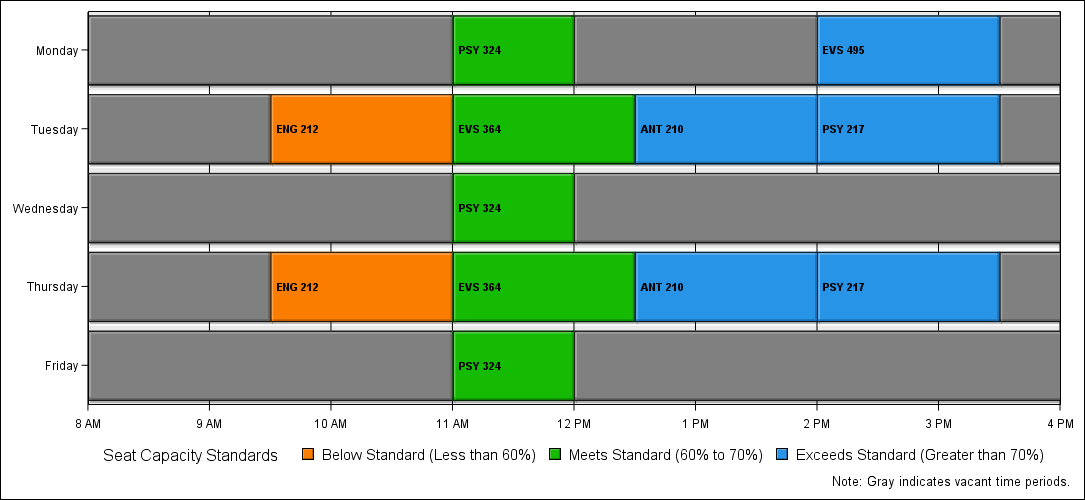 Monday PSY 324 EVS 495
Tuesday ENG 212 EVS 364 ANT 210 PSY 217
Wednesday PSY 324
Thursday ENG 212 EVS 364 ANT 210 PSY 217
Friday PSY 324
8 AM 9 AM 10 AM 11 AM 12 PM 1 PM 2 PM 3 PM 4 PM
Seat Capacity Standards Below Standard (Less than 60%) Meets Standard (60% to 70%) Exceeds Standard (Greater than 70%)
Note: Gray indicates vacant time periods.